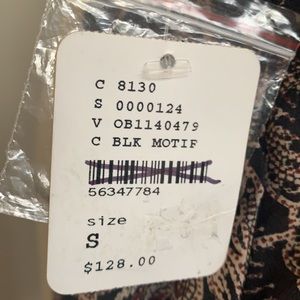 C 8130
S 0000124
V OB1140479
C BLK MOTIF
56347784
size
S
$128.00